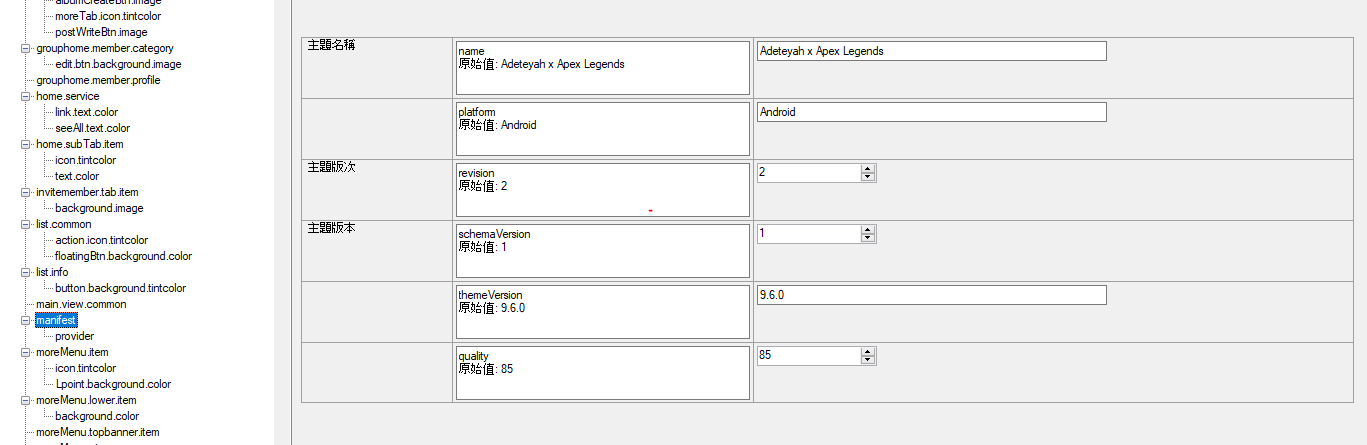 albumCreateBtn.image
moreTab.icon.tintcolor
postWriteBtn.image
grouphome.member.category
edit.btn.background.image
grouphome.member.profile
home.service
link.text.color
seeAll.text.color
home.subTab.item
icon.tintcolor
text.color
invitemember.tab.item
background.image
list.common
action.icon.tintcolor
floatingBtn.background.color
list.info
button.background.tintcolor
main.view.common
manifest
provider
moreMenu.item
icon.tintcolor
Lpoint.background.color
moreMenu.lower.item
background.color
moreMenu.topbanner.item
主題名稱
name
原始值: Adeteyah x Apex Legends
Adeteyah x Apex Legends
platform
原始值: Android
Android
主題版次
revision
原始值: 2
2
主題版本
schemaVersion
原始值: 1
1
themeVersion
原始值: 9.6.0
9.6.0
quality
原始值: 85
85